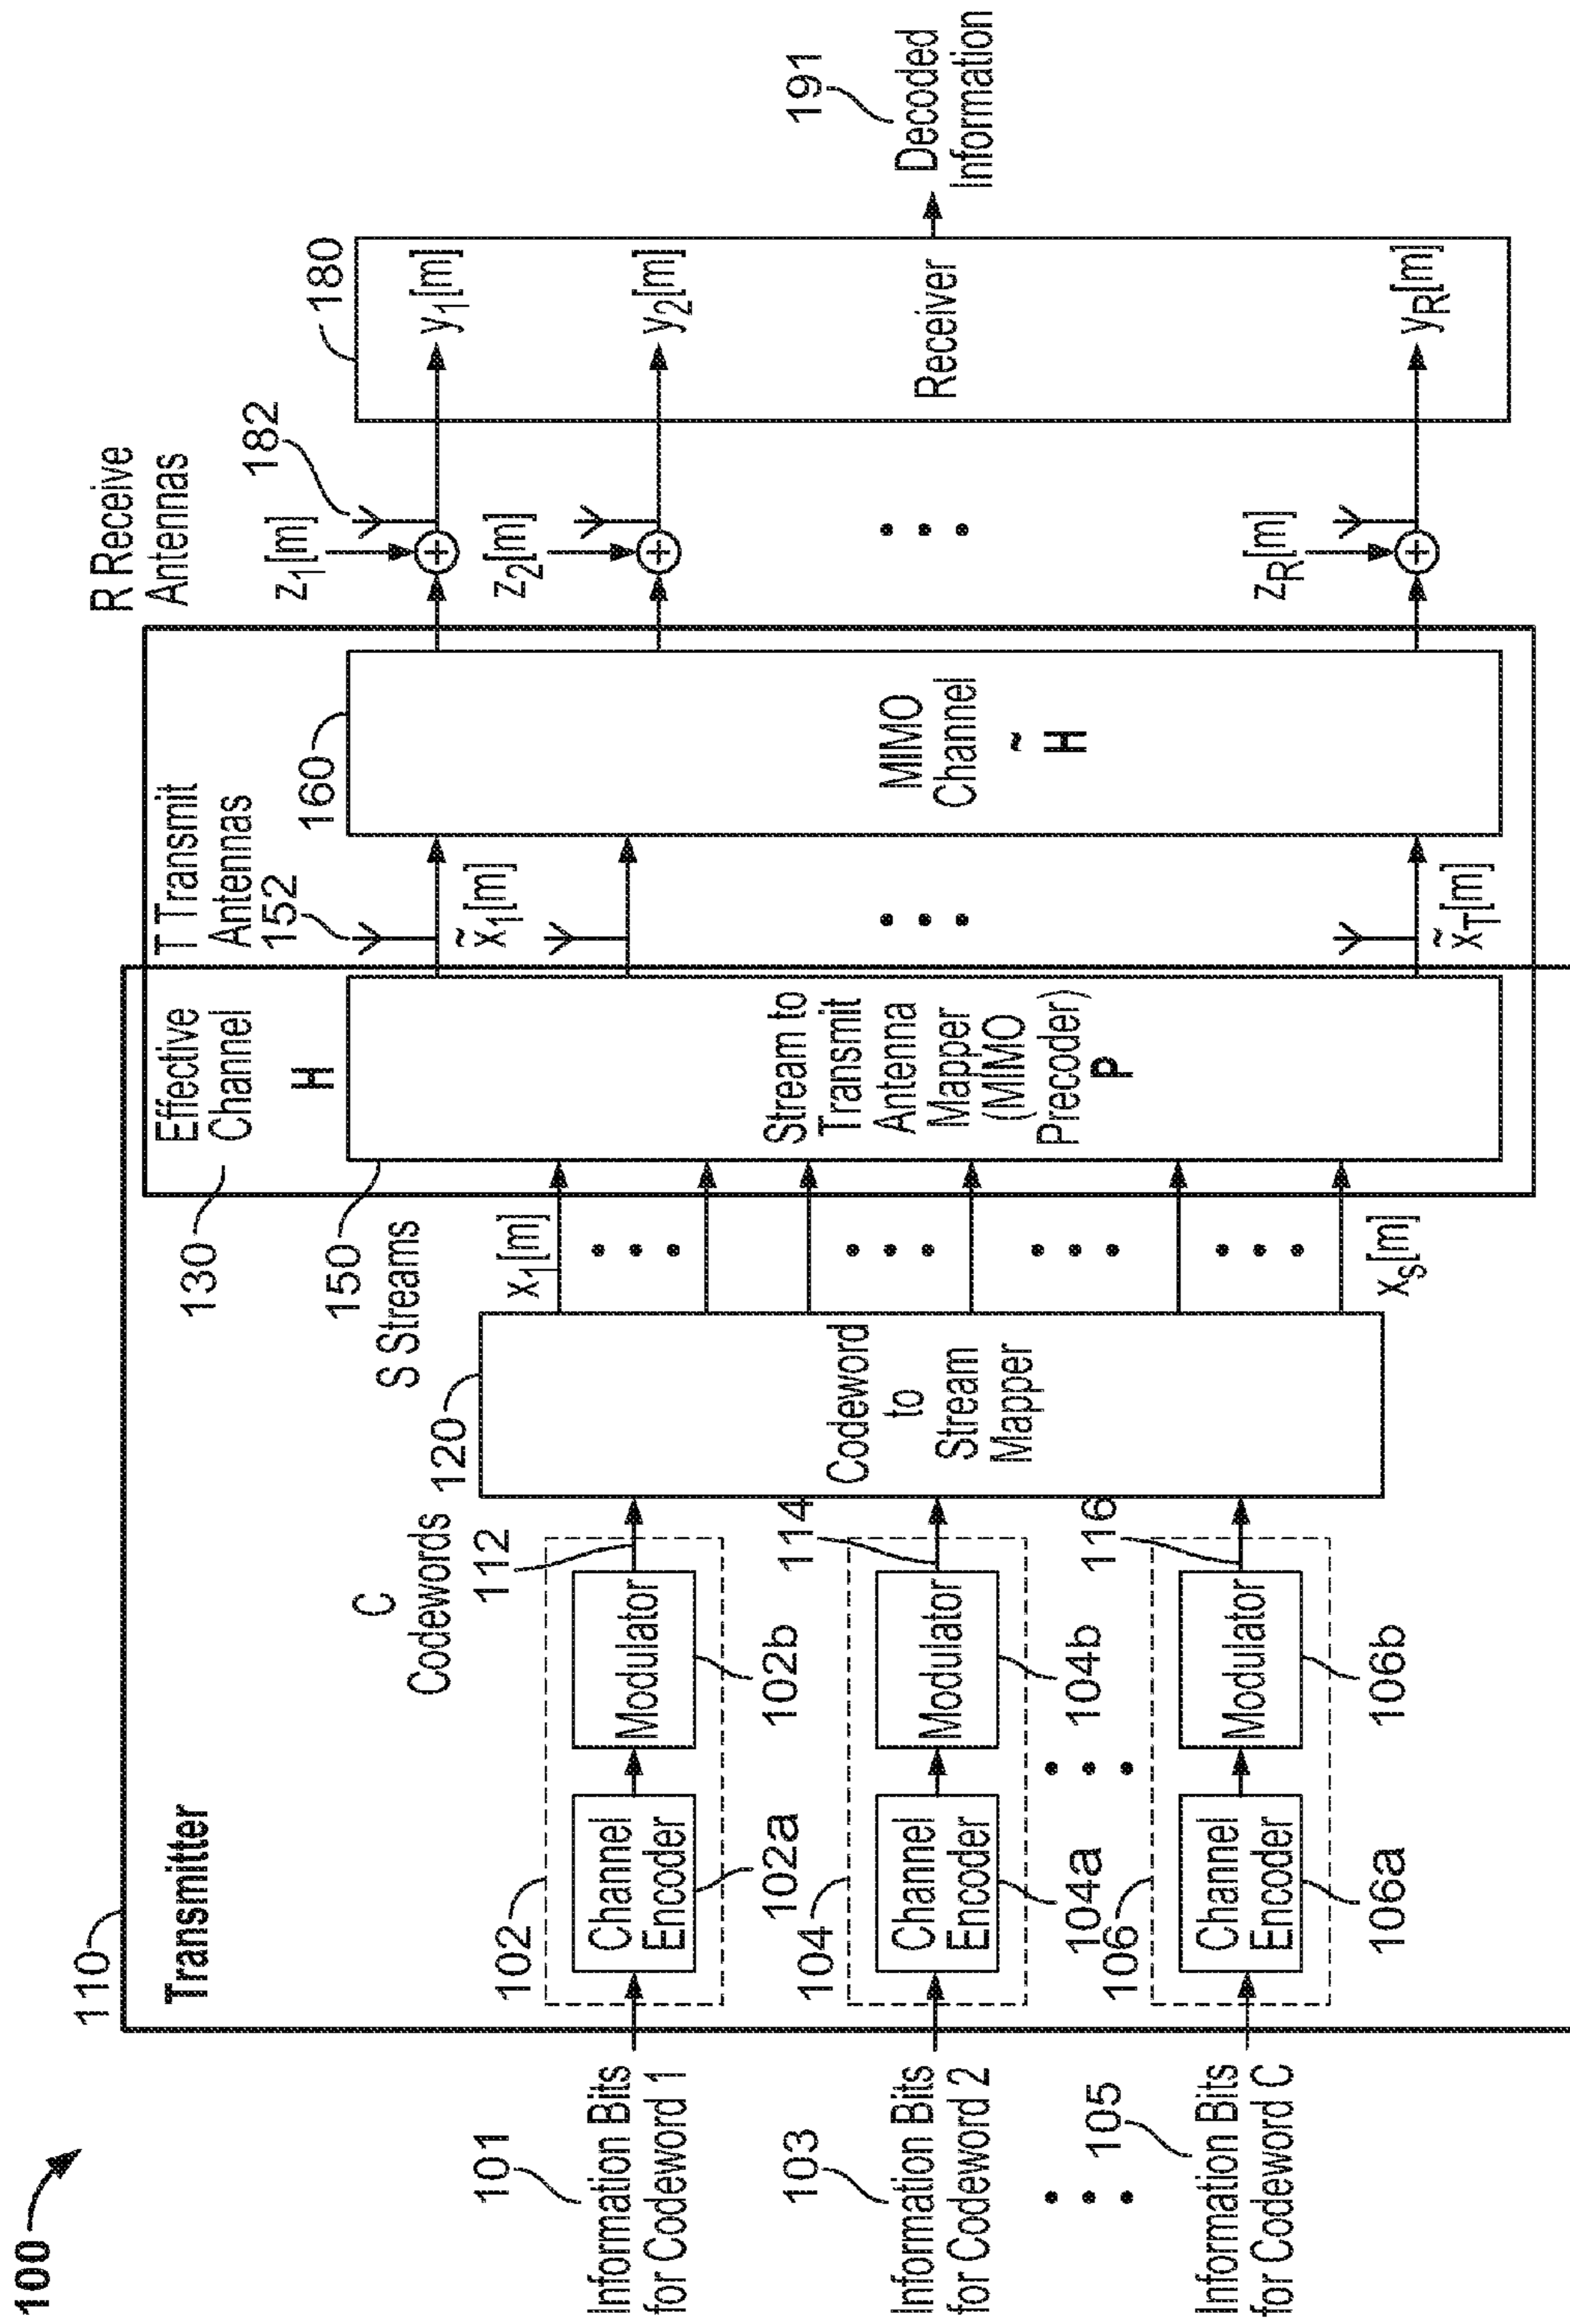 100
110
Transmitter
101
Information Bits
for Codeword 1
103
Information Bits
for Codeword 2
105
Information Bits
for Codeword C
102
Channel
Encoder
102a
Modulator
102b
104
Channel
Encoder
104a
Modulator
104b
106
Channel
Encoder
106a
Modulator
106b
C
Codewords
112
114
116
120
Codeword
to
Stream
Mapper
S Streams
x1[m]
xs[m]
130
Effective
Channel
H
150
Stream to
Transmit
Antenna
Mapper
(MIMO
Precoder)
P
T Transmit
Antennas
152
x̃1[m]
x̃T[m]
160
MIMO
Channel
H̃
R Receive
Antennas
182
z1[m]
z2[m]
zR[m]
180
y1[m]
y2[m]
Receiver
yR[m]
191
Decoded
Information